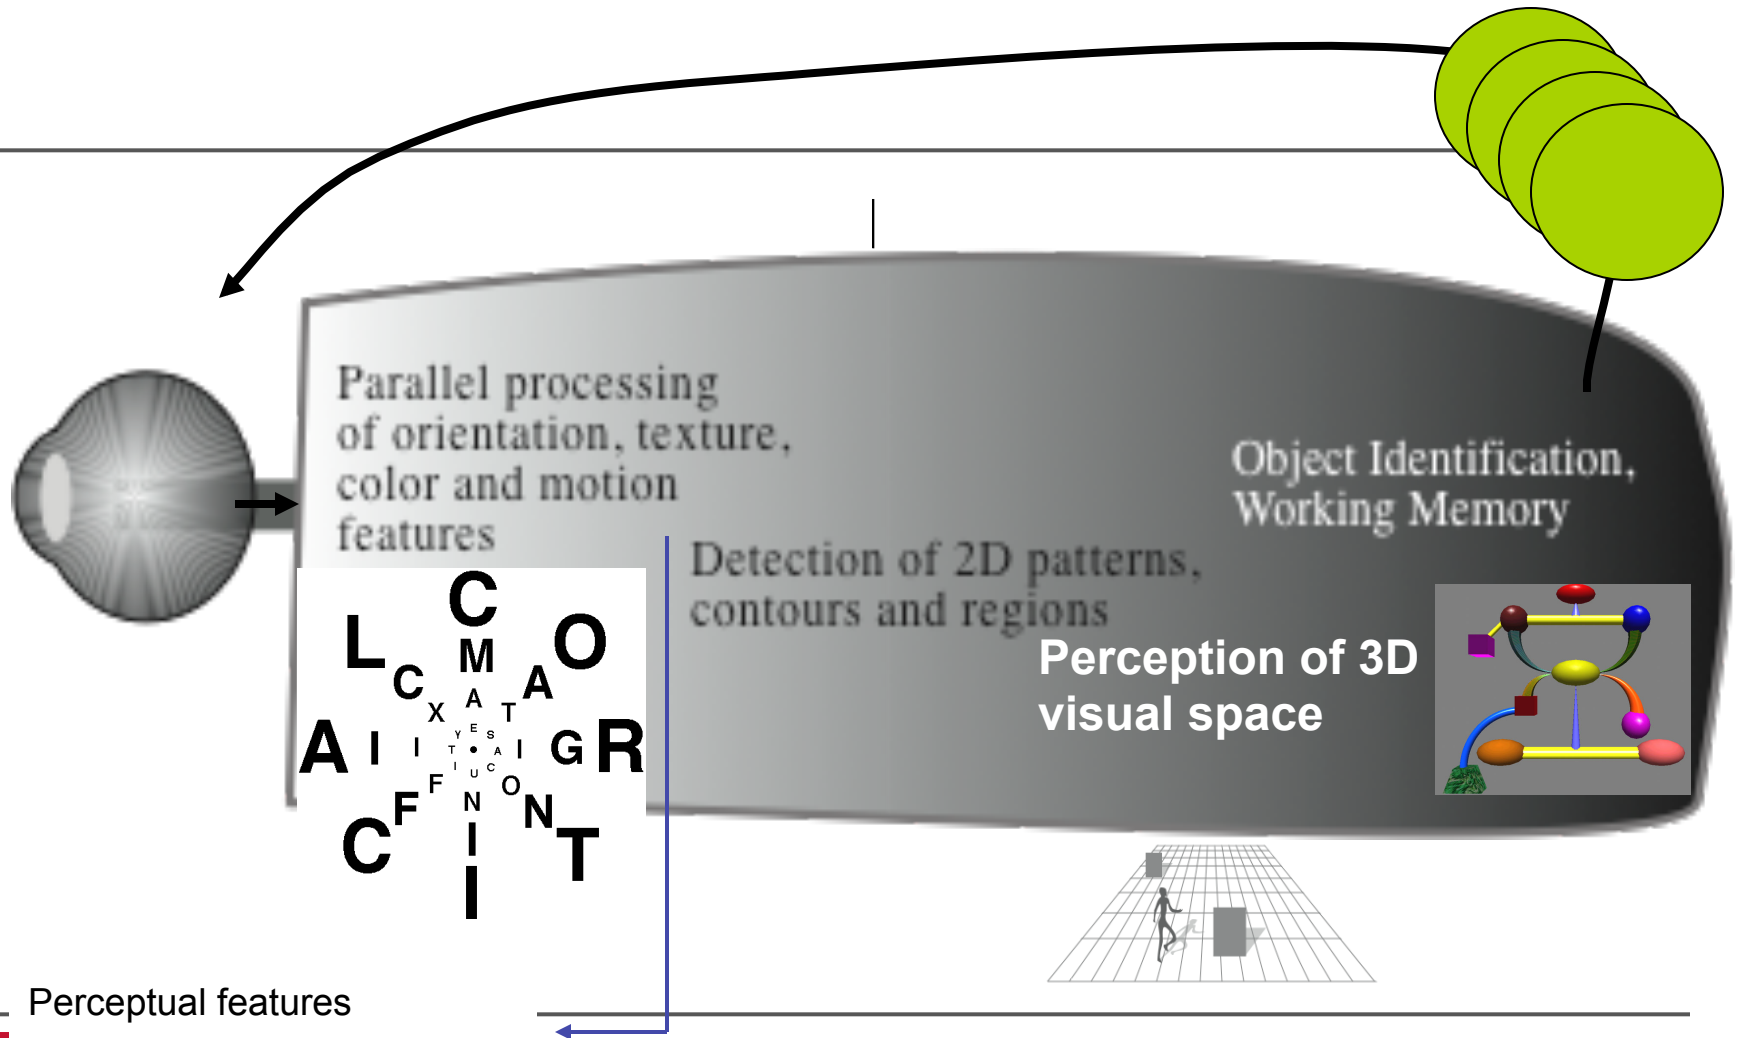 Parallel processing
of orientation, texture,
color and motion
features
Detection of 2D patterns,
contours and regions
Object Identification,
Working Memory
Perception of 3D
visual space
C
L M O
C A A
X T
Y E S
A I I T A I G R
I U C
F O
F N N
I
C T
I
Perceptual features